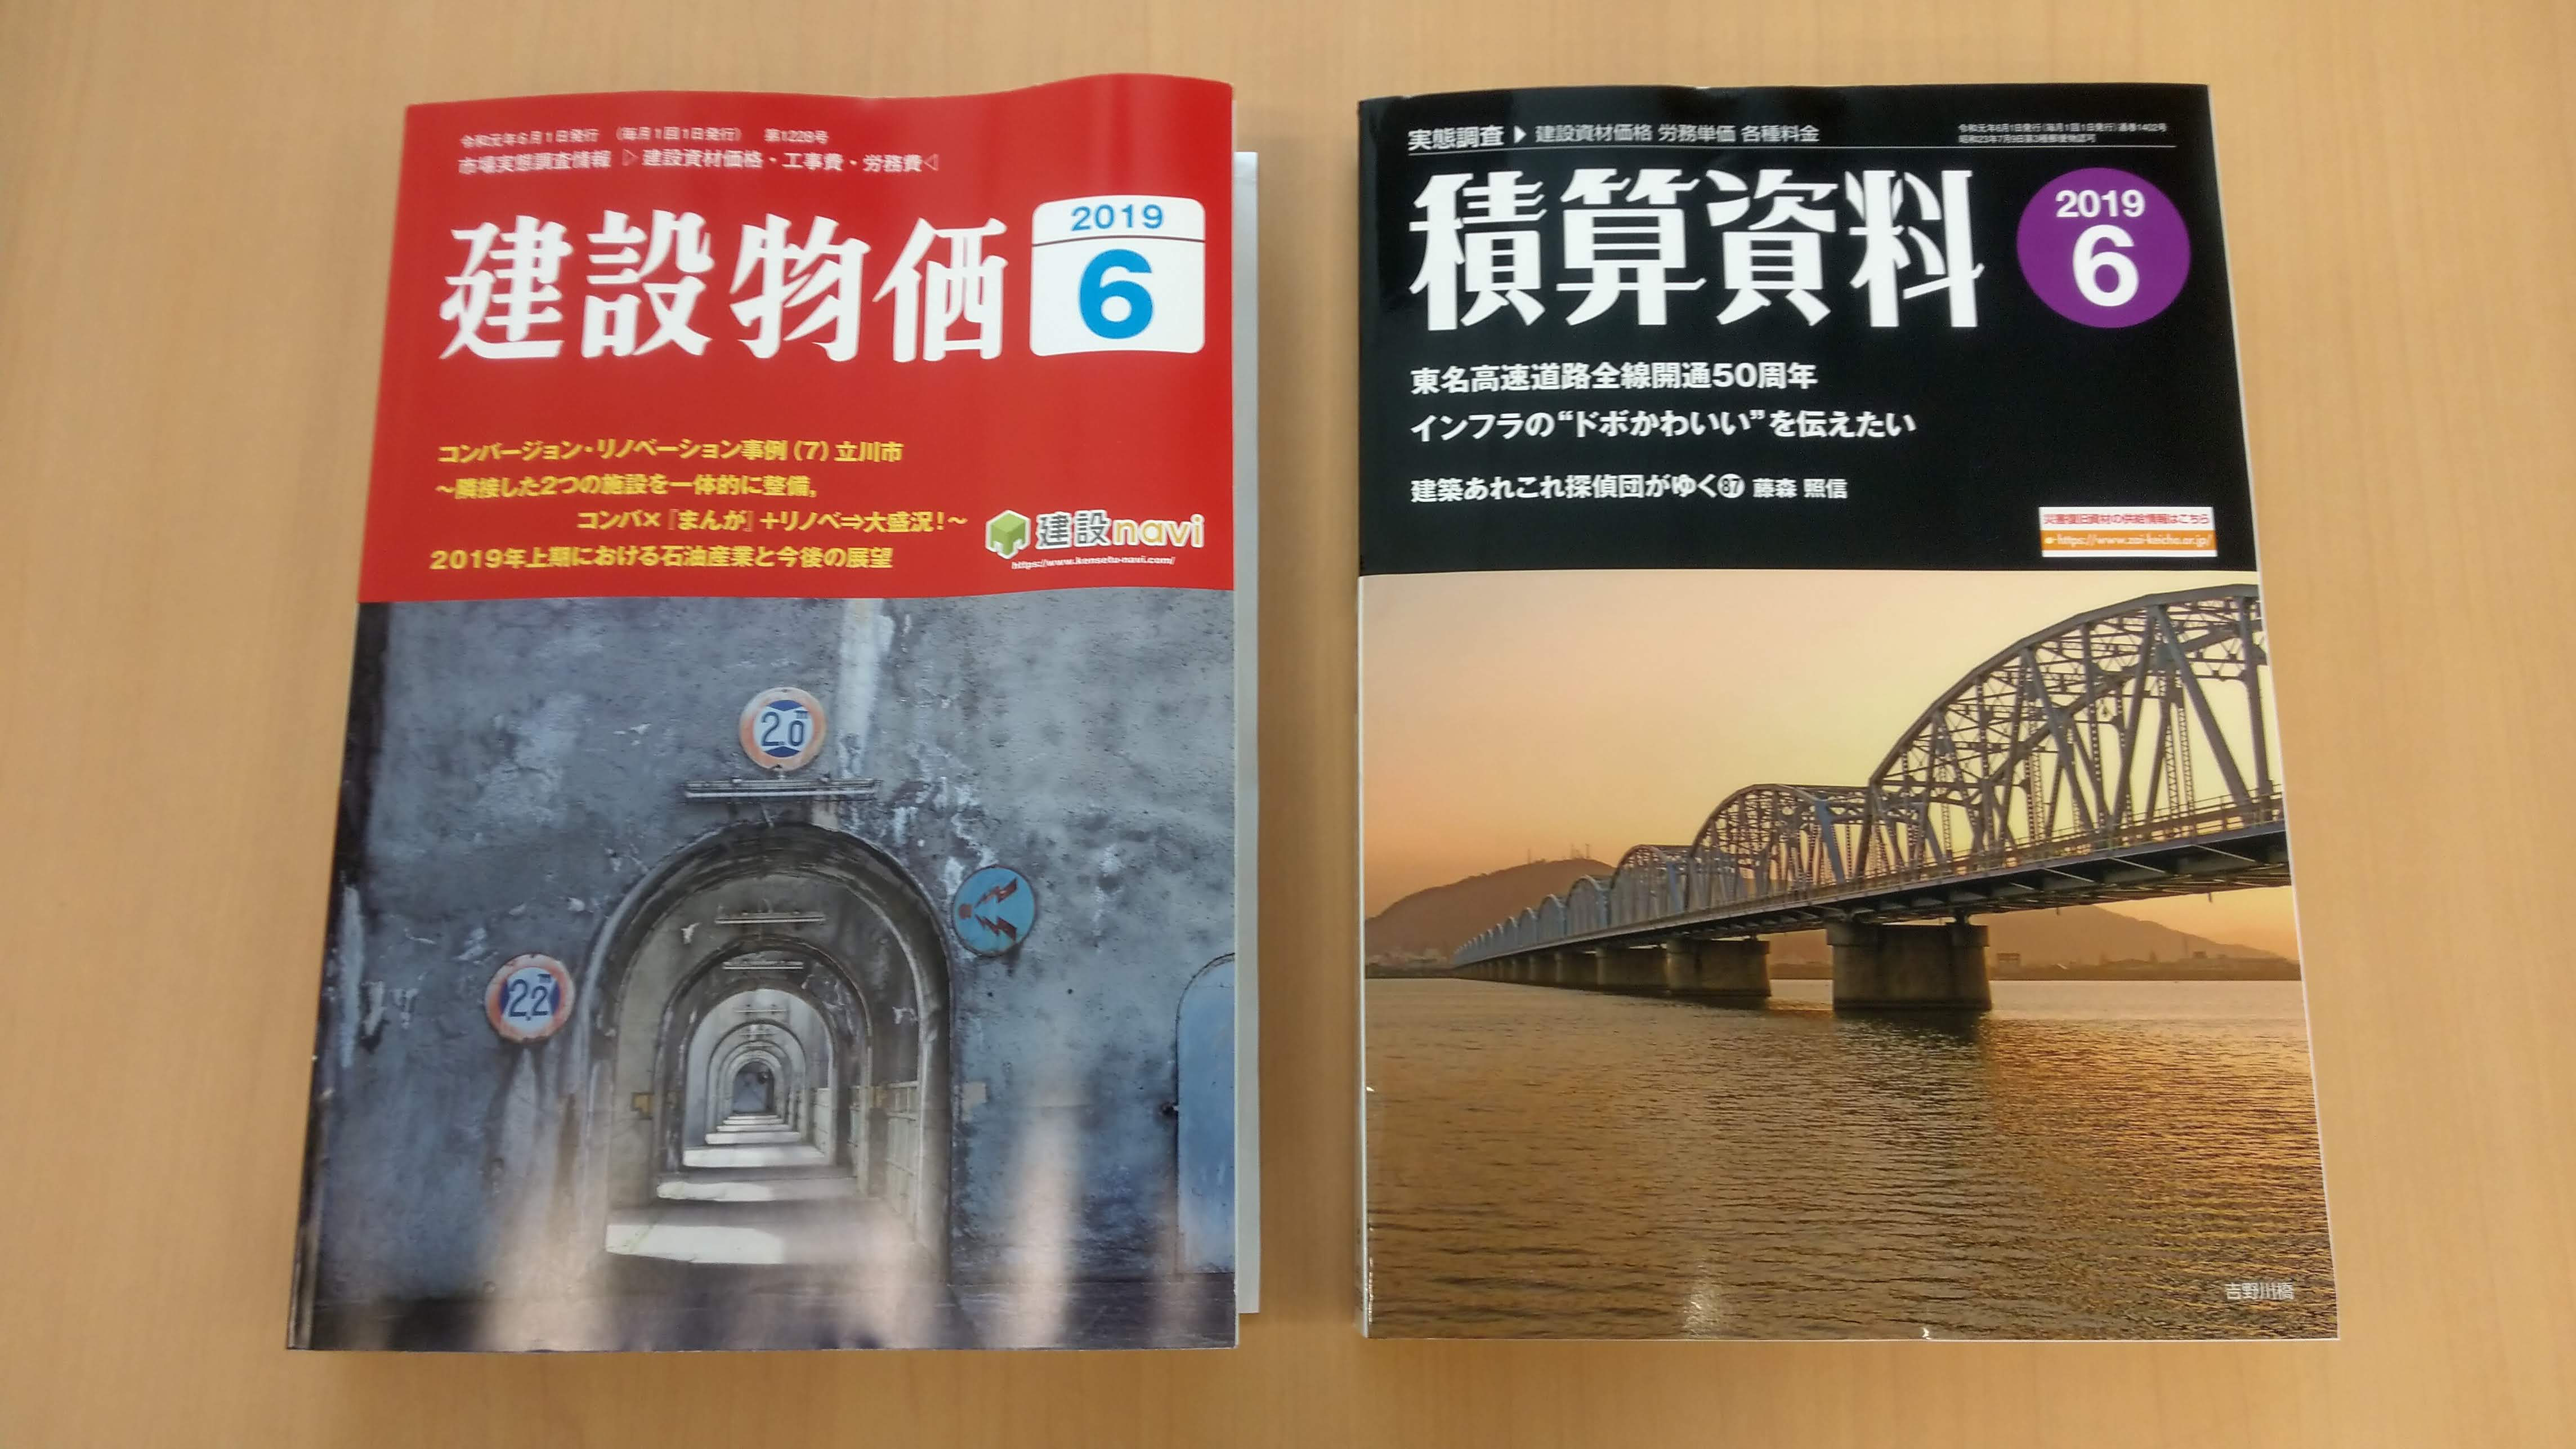 令和元年6月1日発行 (毎月1回1日発行) 第1228号
市場実態調査情報 ▷建設資材価格・工事費・労務費◁
建設物価
2019
6
コンバージョン・リノベーション事例(7)立川市
〜隣接した2つの施設を一体的に整備,
コンバ×『まんが』+リノベ⇒大盛況!〜
2019年上期における石油産業と今後の展望
建設navi
https://www.kensetu-navi.com/
2.0m
2.2m
実態調査▶建設資材価格 労務単価 各種料金
令和元年6月1日発行(毎月1回1日発行)通巻1402号
昭和23年7月9日第3種郵便物認可
積算資料
2019
6
東名高速道路全線開通50周年
インフラの“ドボかわいい”を伝えたい
建築あれこれ探偵団がゆく87 藤森 照信
災害復旧資材の供給情報はこちら
https://www.zai-keicho.or.jp/
吉野川橋